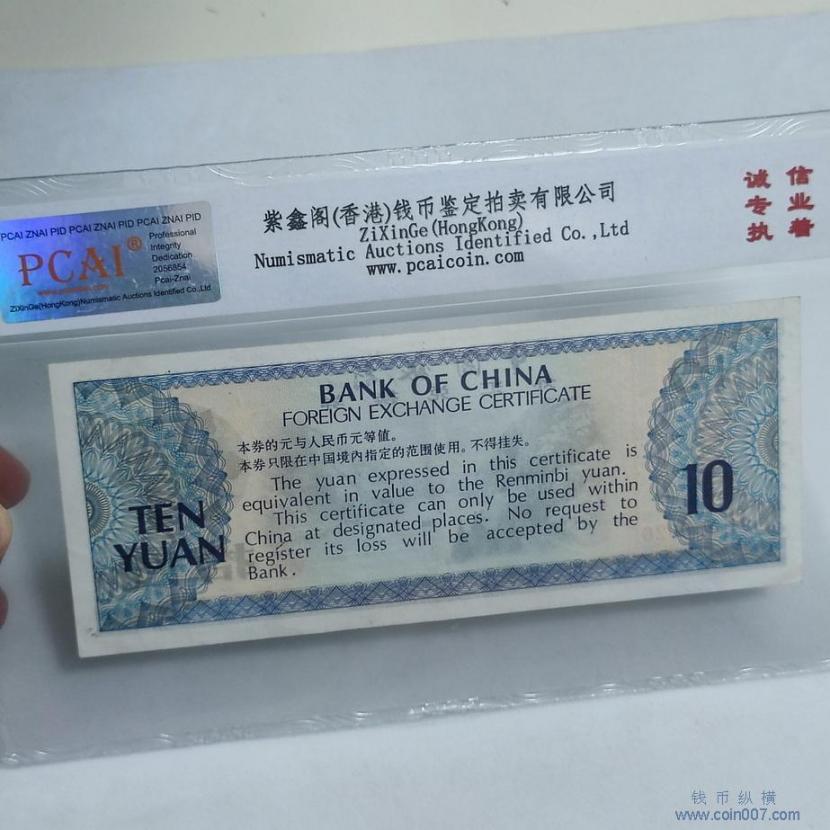 PCAI ZNAI PID PCAI ZNAI PID PCAI ZNAI PID
PCAI®
Professional
Integrity
Dedication
2056854
Pcai-Znai
ZiXinGe(HongKong)Numismatic Auctions Identified Co.,Ltd
紫鑫阁(香港)钱币鉴定拍卖有限公司
ZiXinGe(HongKong)
Numismatic Auctions Identified Co.,Ltd
www.pcaicoin.com
诚信
专业
执着
BANK OF CHINA
FOREIGN EXCHANGE CERTIFICATE
本券的元与人民币元等值。
本券只限在中国境内指定的范围使用。不得挂失。
The yuan expressed in this certificate is
equivalent in value to the Renminbi yuan.
This certificate can only be used within
China at designated places. No request to
register its loss will be accepted by the
Bank.
TEN
YUAN
10
钱币纵横
www.coin007.com